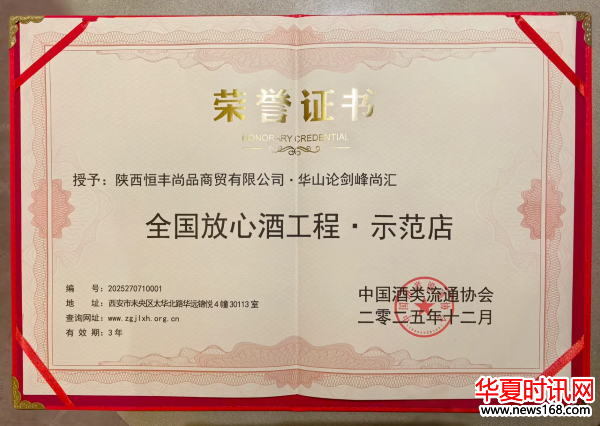 荣誉证书
HONORARY CREDENTIAL
授予：陕西恒丰尚品商贸有限公司·华山论剑峰尚汇
全国放心酒工程·示范店
编 号：2025270710001
地 址：西安市未央区太华北路华远锦悦4幢30113室
查询网址：www.zgjlxh.org.cn
有 效 期：3年
中国酒类流通协会
二零二五年十二月
华夏时讯网
www.news168.com